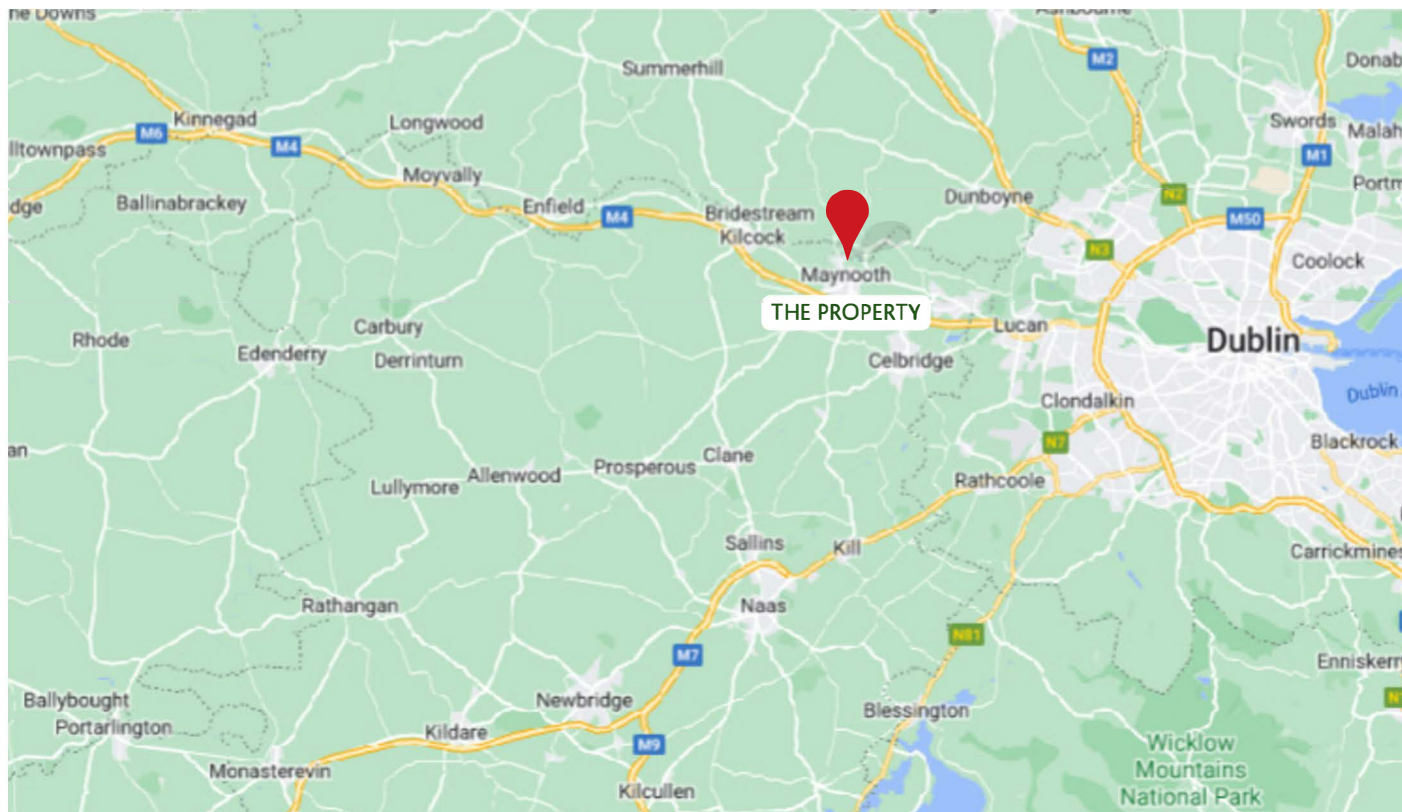 ne Downs
M2
Donab
Summerhill
Kinnegad
Longwood
Swords
M6
M4
Malah
lltownpass
M1
Moyvally
Portm
dge
Ballinabrackey
Enfield
M4
Bridestream
Dunboyne
N2
M50
Kilcock
N3
Coolock
Maynooth
THE PROPERTY
Lucan
Dublin
Rhode
Carbury
Edenderry
Derrinturn
Celbridge
Clondalkin
Dublin
an
N7
Blackrock
Clane
Prosperous
Allenwood
Lullymore
Rathcoole
Sallins
Kill
Carrickmines
Rathangan
Naas
N81
M7
Enniskerry
Ballybought
Newbridge
Portarlington
Kildare
Blessington
M9
Wicklow
Mountains
National Park
Monasterevin
Kilcullen